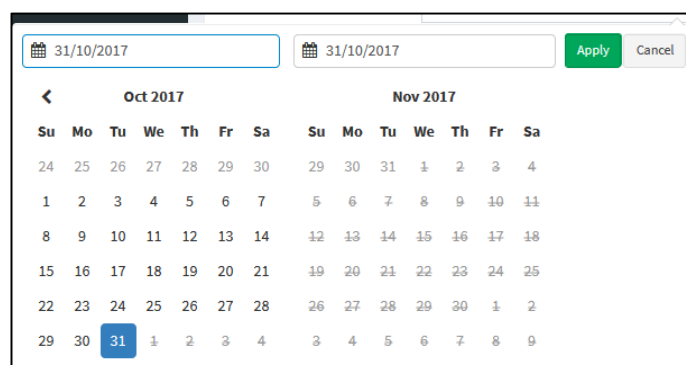 31/10/2017 31/10/2017 Apply Cancel
Oct 2017 Nov 2017
Su Mo Tu We Th Fr Sa Su Mo Tu We Th Fr Sa
24 25 26 27 28 29 30 29 30 31 1 2 3 4
1 2 3 4 5 6 7 5 6 7 8 9 10 11
8 9 10 11 12 13 14 12 13 14 15 16 17 18
15 16 17 18 19 20 21 19 20 21 22 23 24 25
22 23 24 25 26 27 28 26 27 28 29 30 1 2
29 30 31 1 2 3 4 3 4 5 6 7 8 9